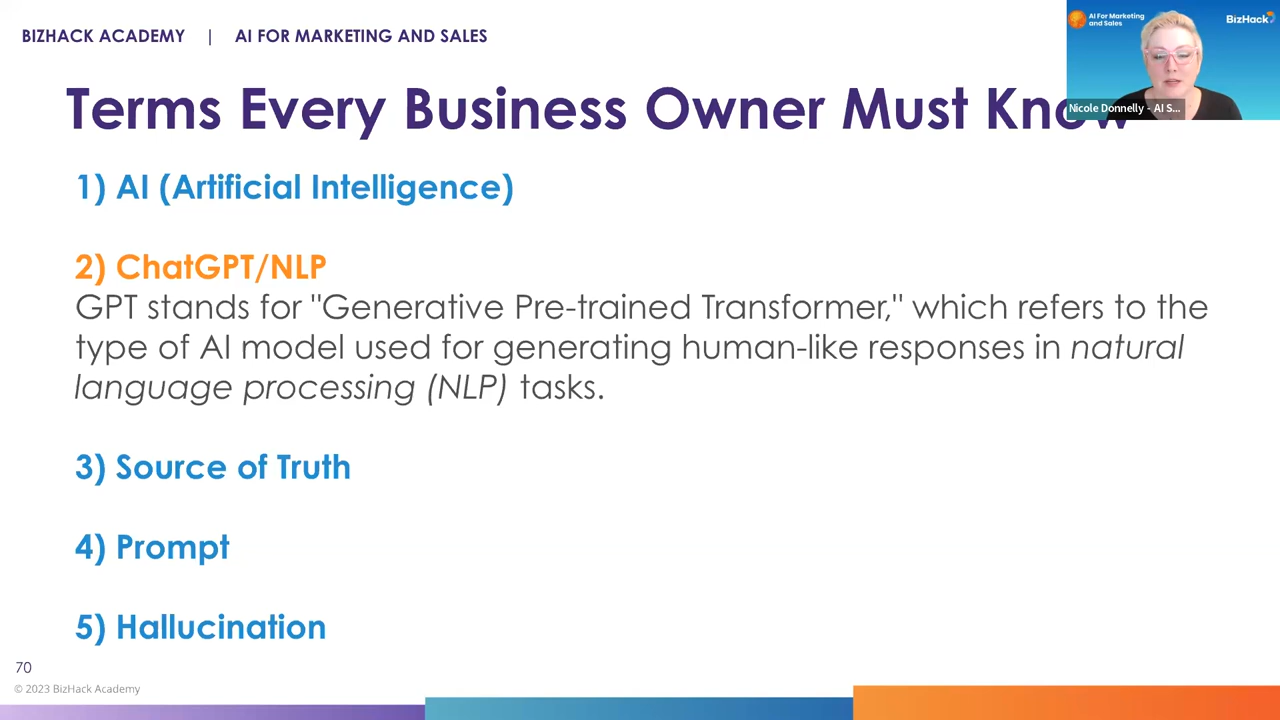 BIZHACK ACADEMY | AI FOR MARKETING AND SALES
AI For Marketing
and Sales
BizHack
Nicole Donnelly - AI S...
Terms Every Business Owner Must Know
1) AI (Artificial Intelligence)
2) ChatGPT/NLP
GPT stands for "Generative Pre-trained Transformer," which refers to the
type of AI model used for generating human-like responses in natural
language processing (NLP) tasks.
3) Source of Truth
4) Prompt
5) Hallucination
70
© 2023 BizHack Academy